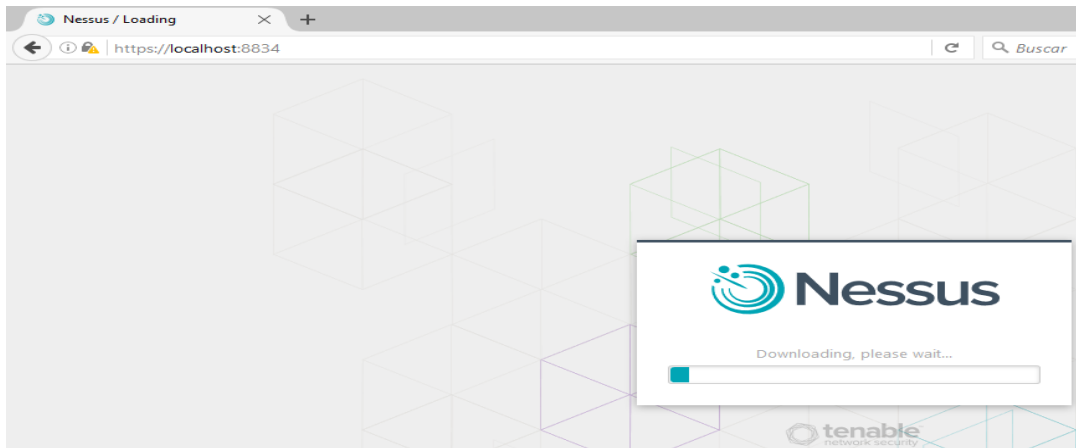 Nessus / Loading
https://localhost:8834
Buscar
Nessus
Downloading, please wait...
tenable
network security